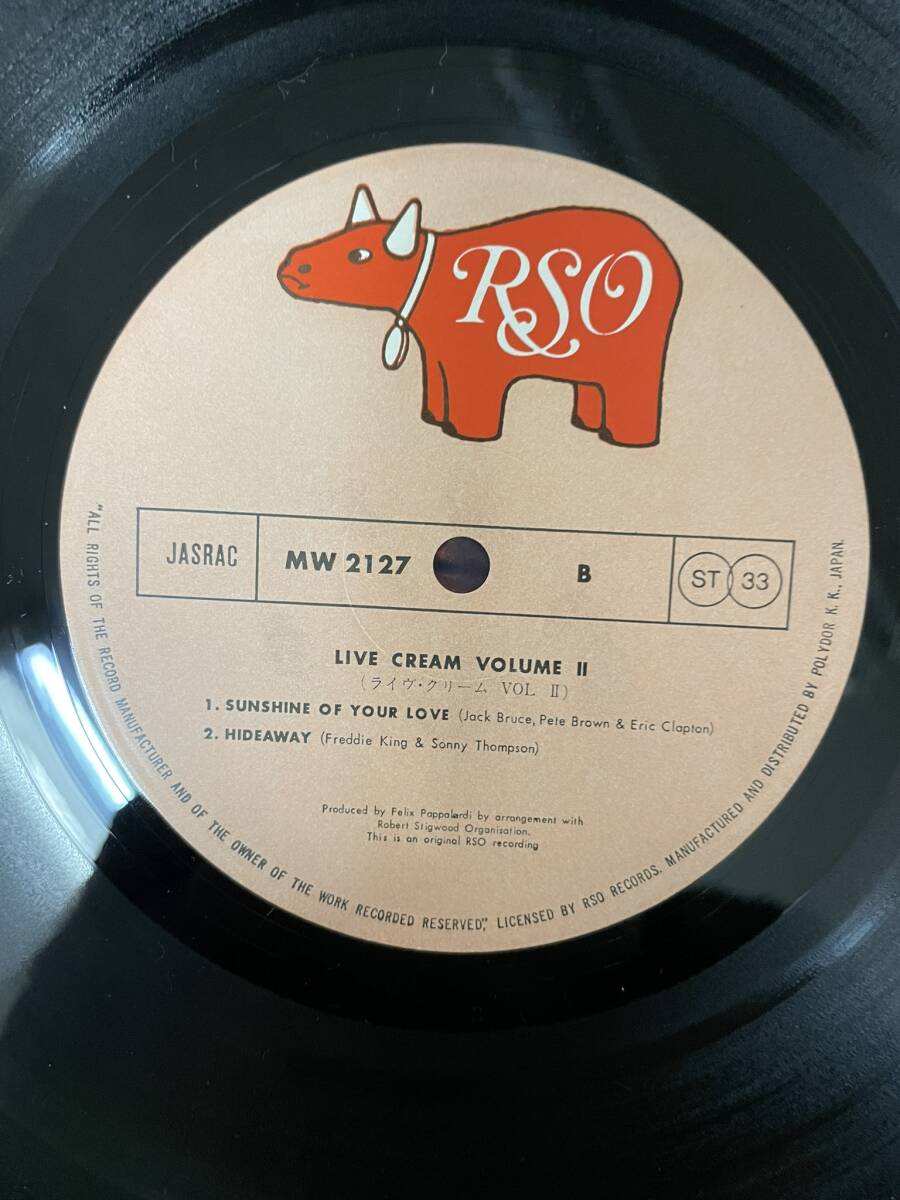 RSO
JASRAC MW 2127 B ST 33
LIVE CREAM VOLUME II
(ライヴ・クリーム VOL II)
1. SUNSHINE OF YOUR LOVE (Jack Bruce, Pete Brown & Eric Clapton)
2. HIDEAWAY (Freddie King & Sonny Thompson)
Produced by Felix Pappalardi by arrangement with
Robert Stigwood Organisation.
This is an original RSO recording
"ALL RIGHTS OF THE RECORD MANUFACTURER AND OF THE OWNER OF THE WORK RECORDED RESERVED", LICENSED BY RSO RECORDS. MANUFACTURED AND DISTRIBUTED BY POLYDOR K. K., JAPAN.